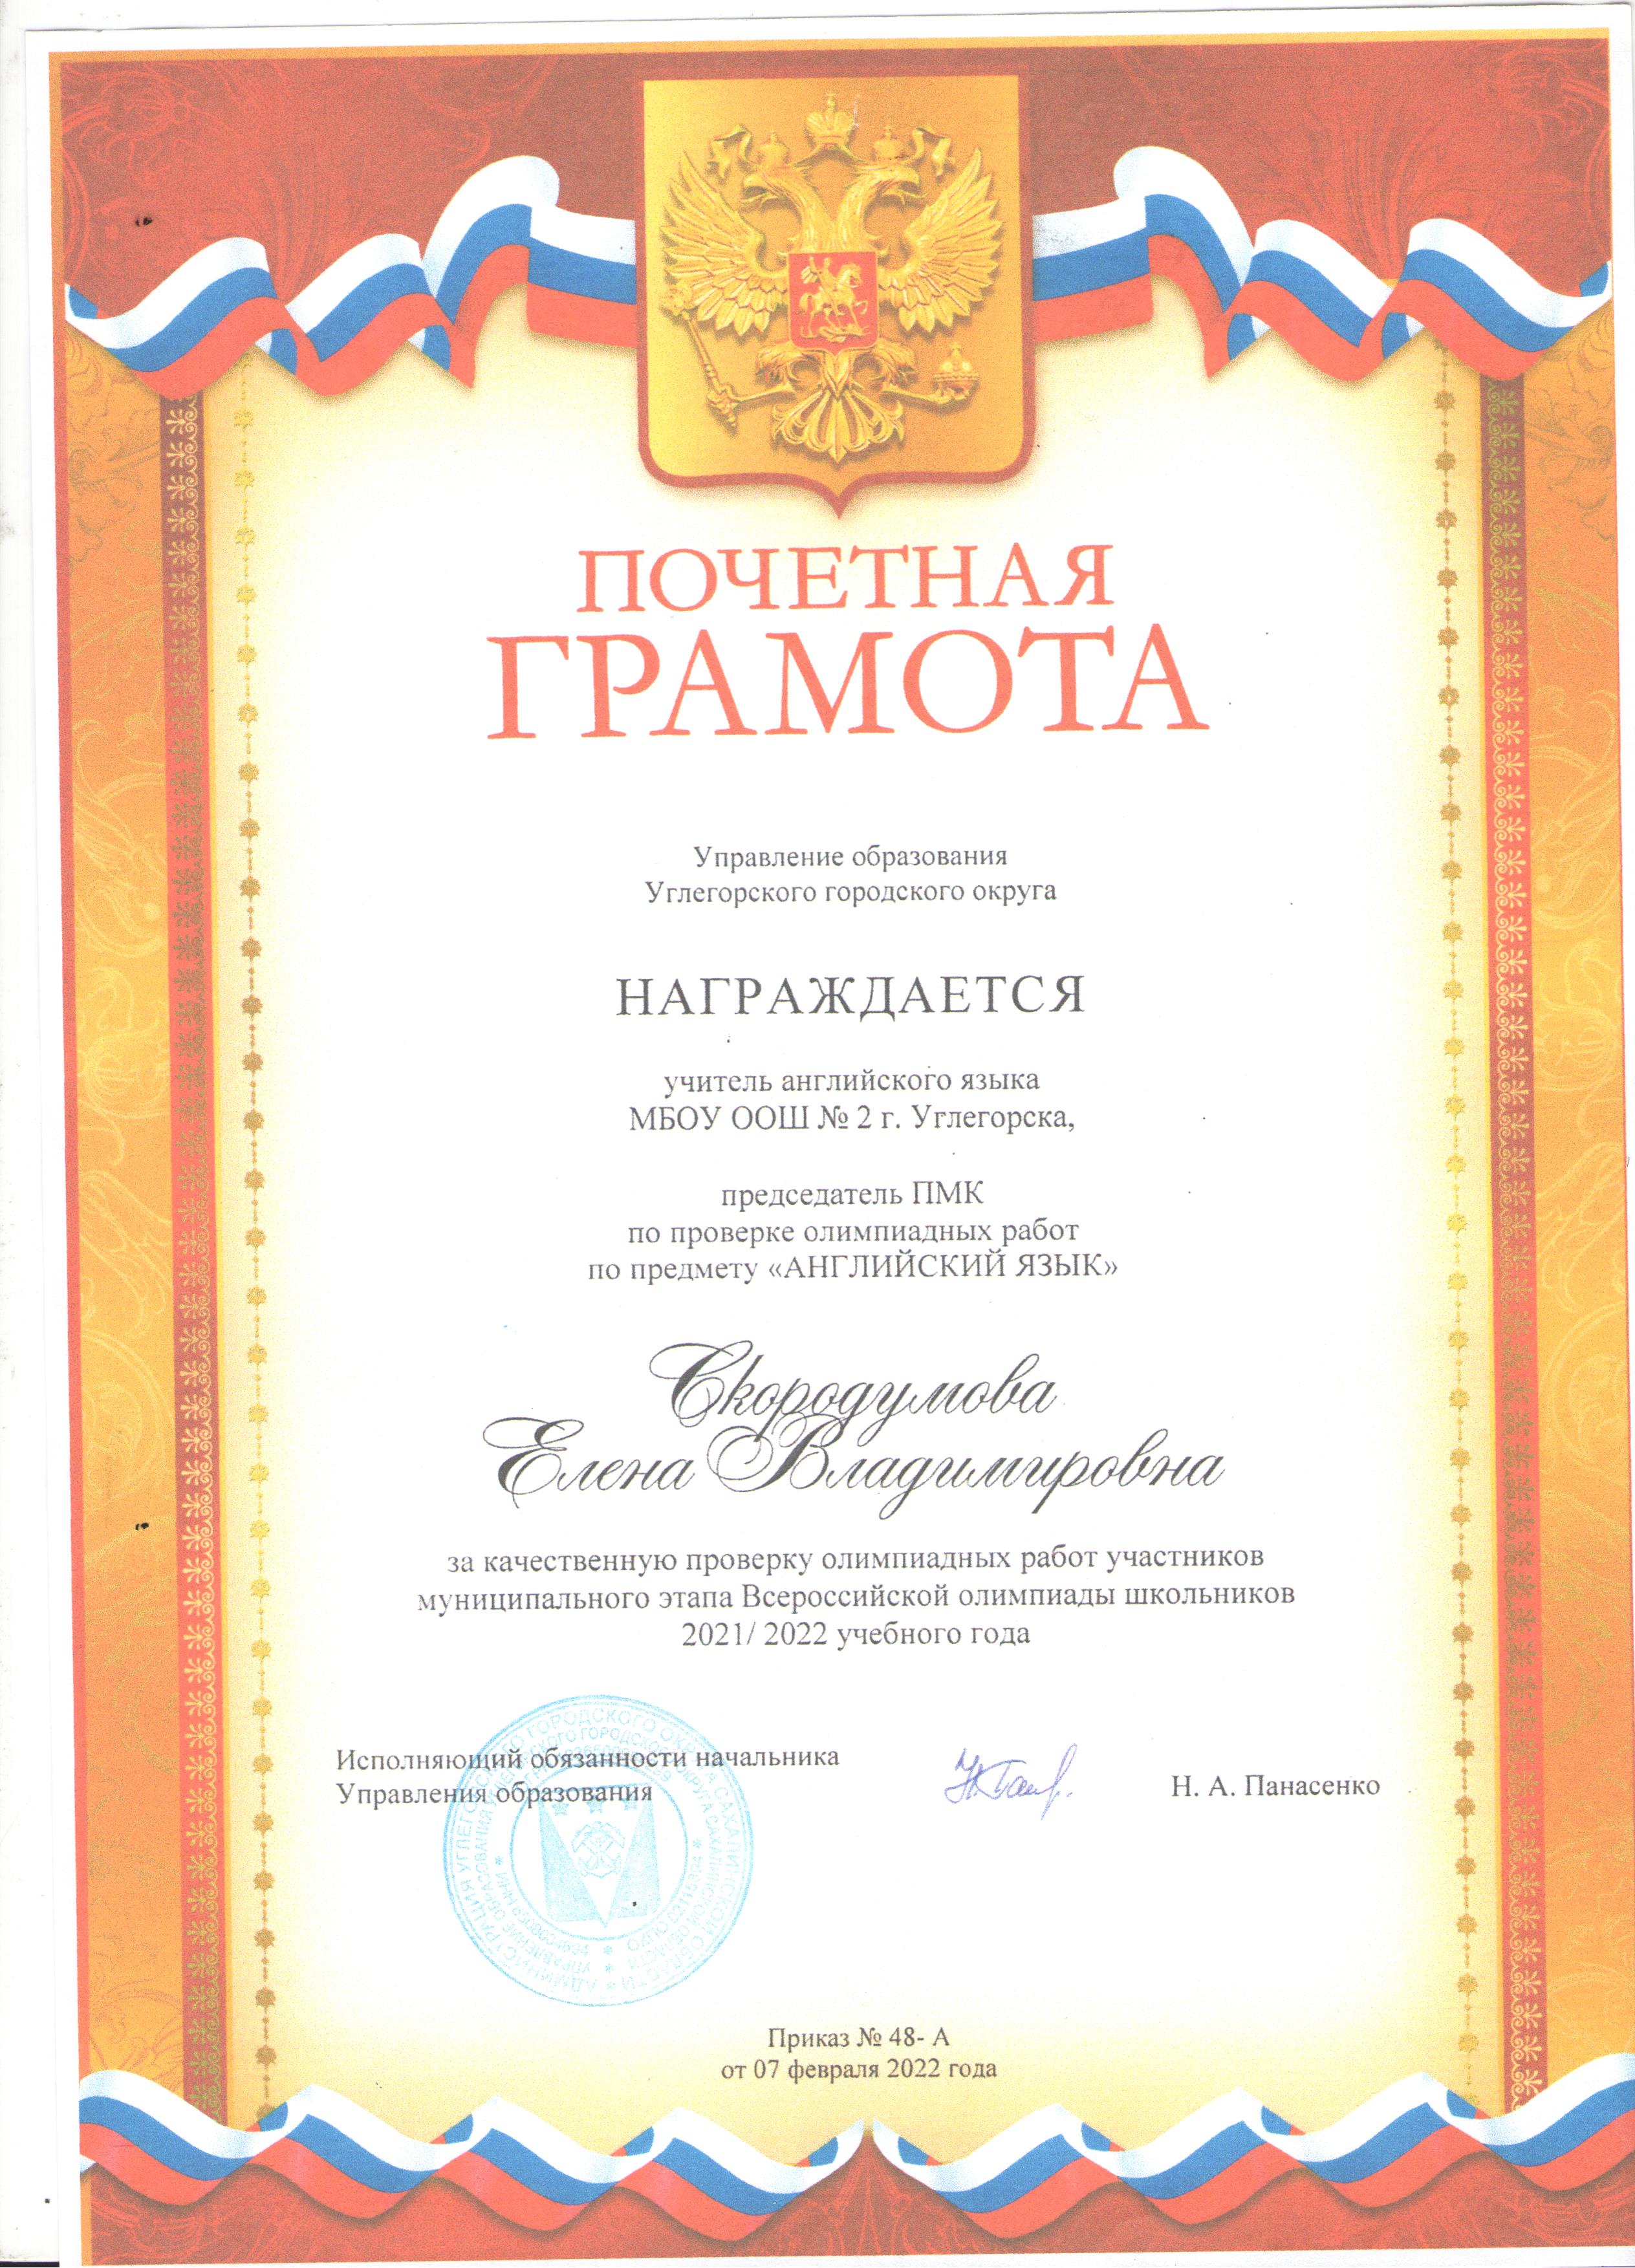 ПОЧЕТНАЯ
ГРАМОТА
Управление образования
Углегорского городского округа
НАГРАЖДАЕТСЯ
учитель английского языка
МБОУ ООШ № 2 г. Углегорска,
председатель ПМК
по проверке олимпиадных работ
по предмету «АНГЛИЙСКИЙ ЯЗЫК»
Скородумова
Елена Владимировна
за качественную проверку олимпиадных работ участников
муниципального этапа Всероссийской олимпиады школьников
2021/ 2022 учебного года
Исполняющий обязанности начальника
Управления образования
Н. А. Панасенко
Приказ № 48- А
от 07 февраля 2022 года